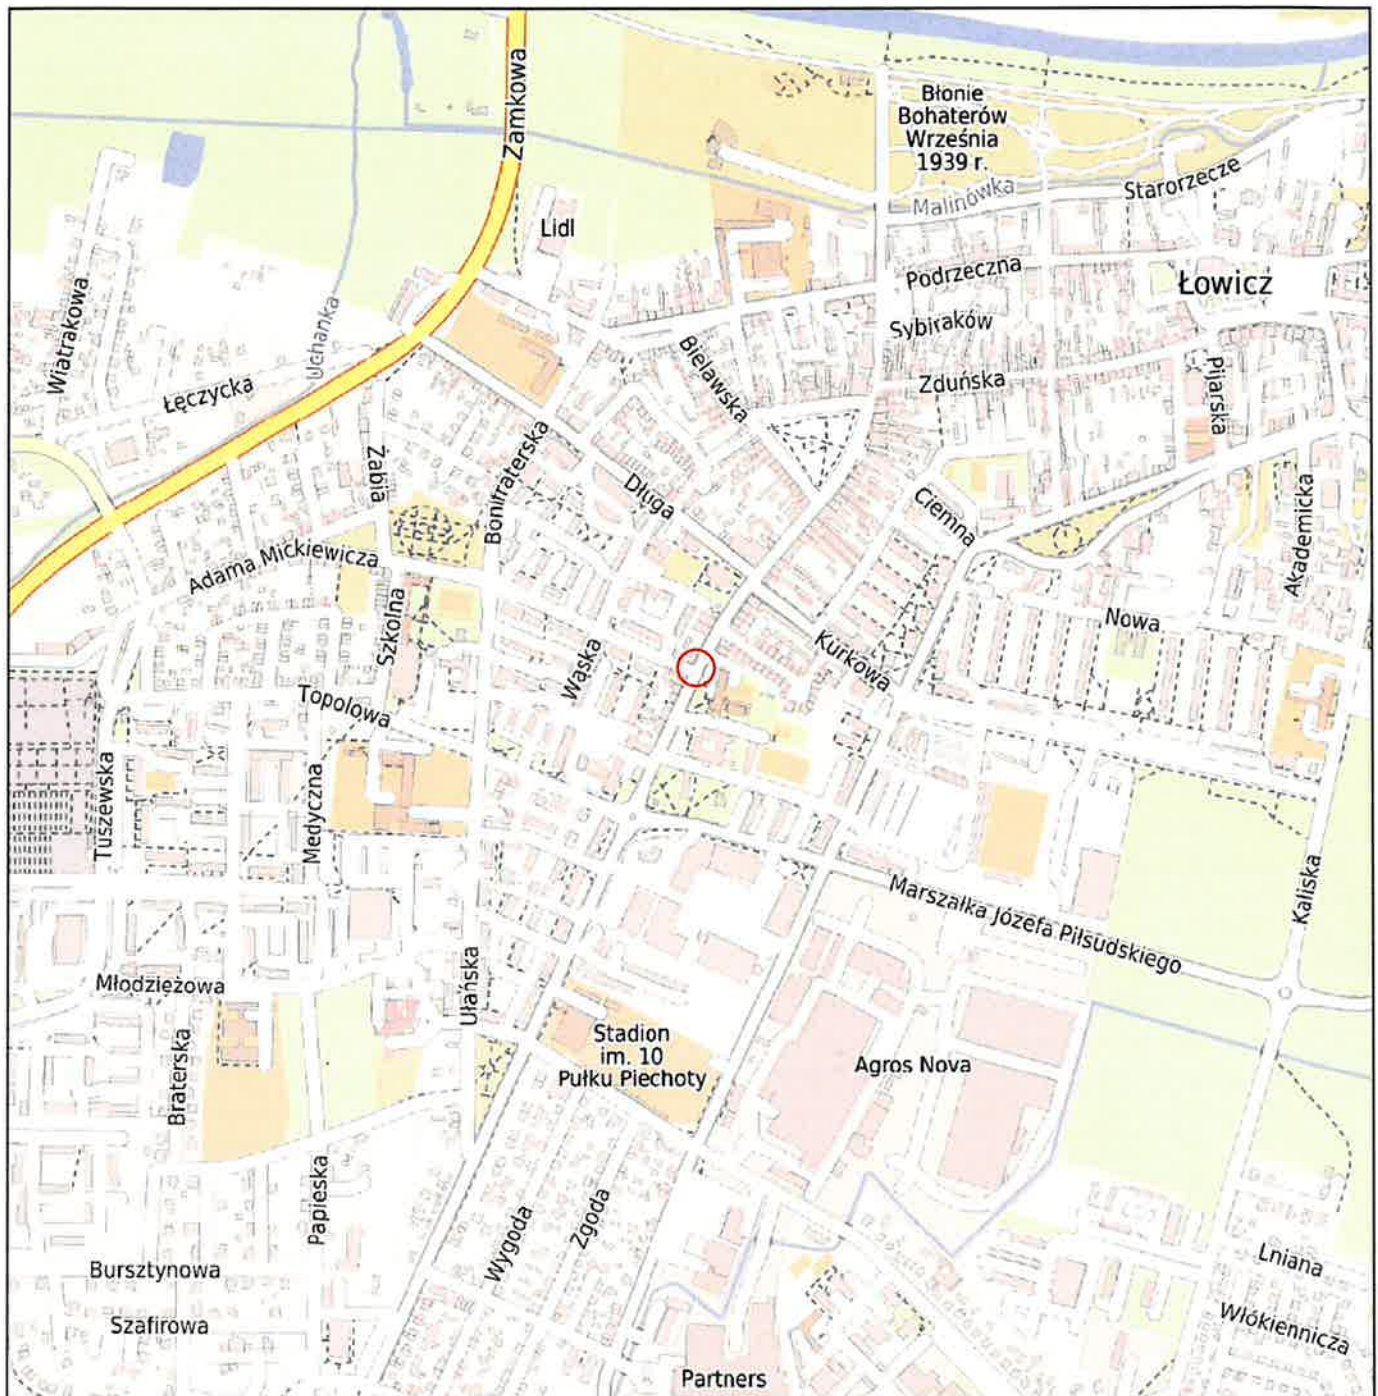 Zamkowa
Błonie
Bohaterów
Września
1939 r.
Malinówka
Starorzecze
Lidl
Podrzeczna
Łowicz
Wiatrakowa
Uchanka
Sybiraków
Bielawska
Zduńska
Pijarska
Łęczycka
Żabia
Bonifraterska
Długa
Ciemna
Akademicka
Adama Mickiewicza
Szkolna
Nowa
Wąska
Kurkowa
Topolowa
Tuszewska
Medyczna
Marszałka Józefa Piłsudskiego
Kaliska
Młodzieżowa
Ułańska
Braterska
Stadion
im. 10
Pułku Piechoty
Agros Nova
Papieska
Wygoda
Zgoda
Bursztynowa
Lniana
Szafirowa
Włókiennicza
Partners